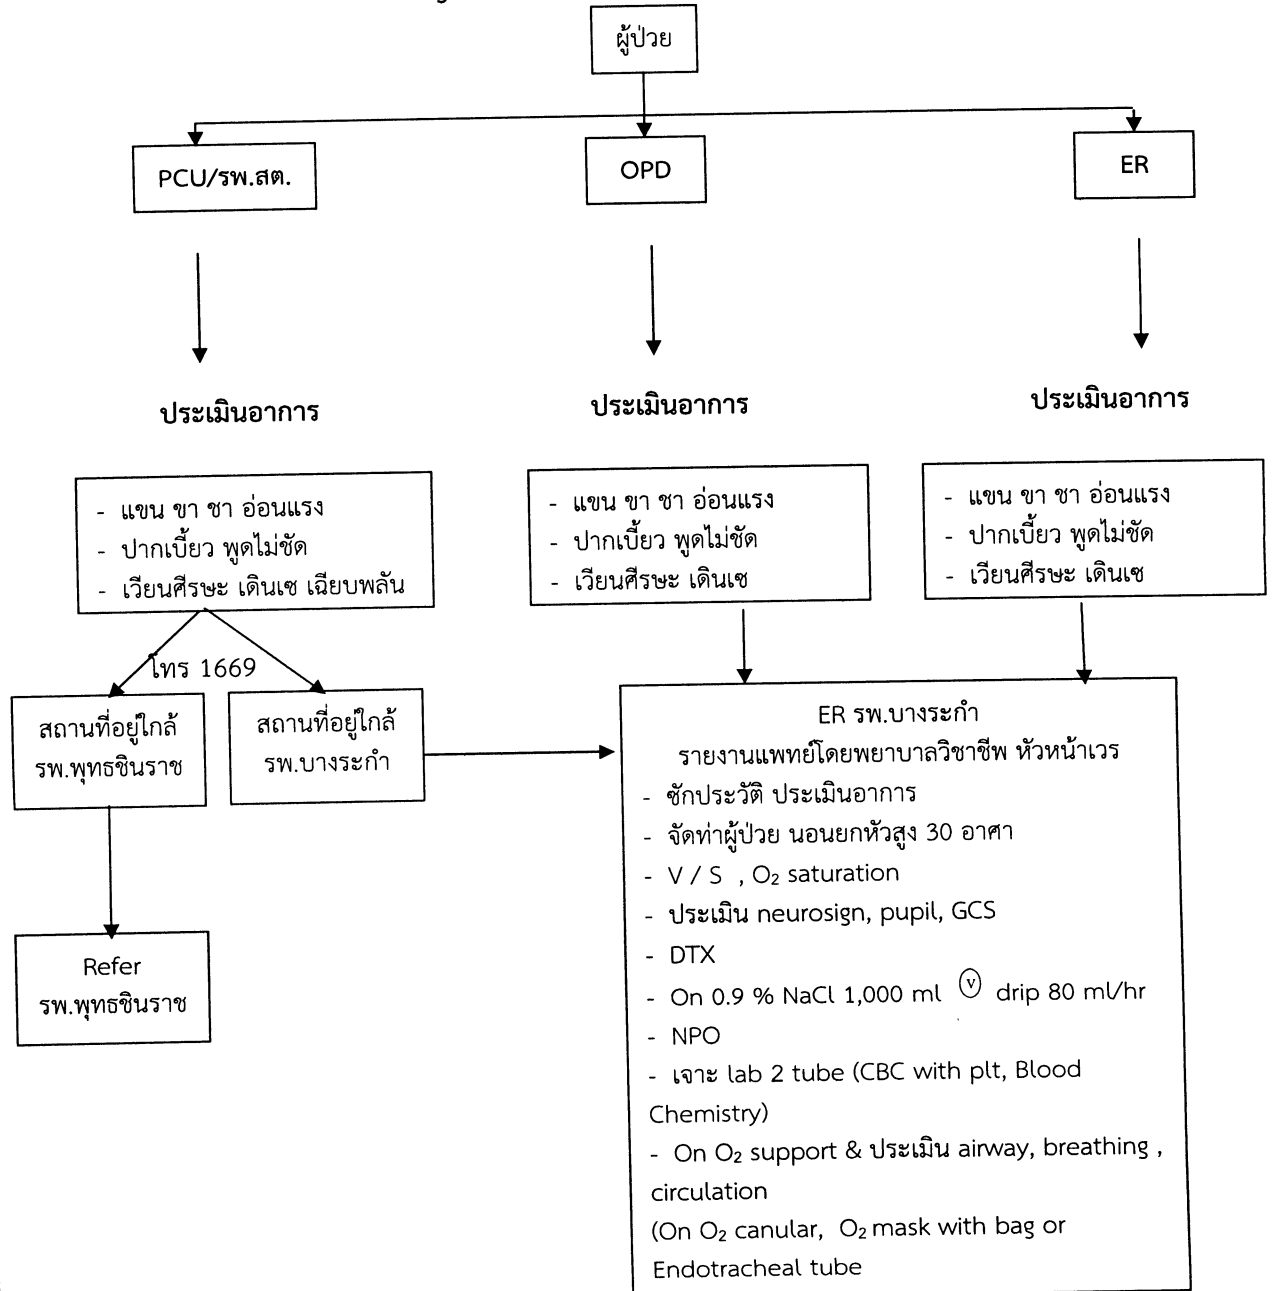 ผู้ป่วย
PCU/รพ.สต.
OPD
ER
ประเมินอาการ
ประเมินอาการ
ประเมินอาการ
- แขน ขา ชา อ่อนแรง
- ปากเบี้ยว พูดไม่ชัด
- เวียนศีรษะ เดินเซ เฉียบพลัน
- แขน ขา ชา อ่อนแรง
- ปากเบี้ยว พูดไม่ชัด
- เวียนศีรษะ เดินเซ
- แขน ขา ชา อ่อนแรง
- ปากเบี้ยว พูดไม่ชัด
- เวียนศีรษะ เดินเซ
โทร 1669
สถานที่อยู่ใกล้
รพ.พุทธชินราช
สถานที่อยู่ใกล้
รพ.บางระกำ
Refer
รพ.พุทธชินราช
ER รพ.บางระกำ
รายงานแพทย์โดยพยาบาลวิชาชีพ หัวหน้าเวร
- ซักประวัติ ประเมินอาการ
- จัดท่าผู้ป่วย นอนยกหัวสูง 30 อาศา
- V / S , O₂ saturation
- ประเมิน neurosign, pupil, GCS
- DTX
- On 0.9 % NaCl 1,000 ml ⓥ drip 80 ml/hr
- NPO
- เจาะ lab 2 tube (CBC with plt, Blood
Chemistry)
- On O₂ support & ประเมิน airway, breathing ,
circulation
(On O₂ canular, O₂ mask with bag or
Endotracheal tube